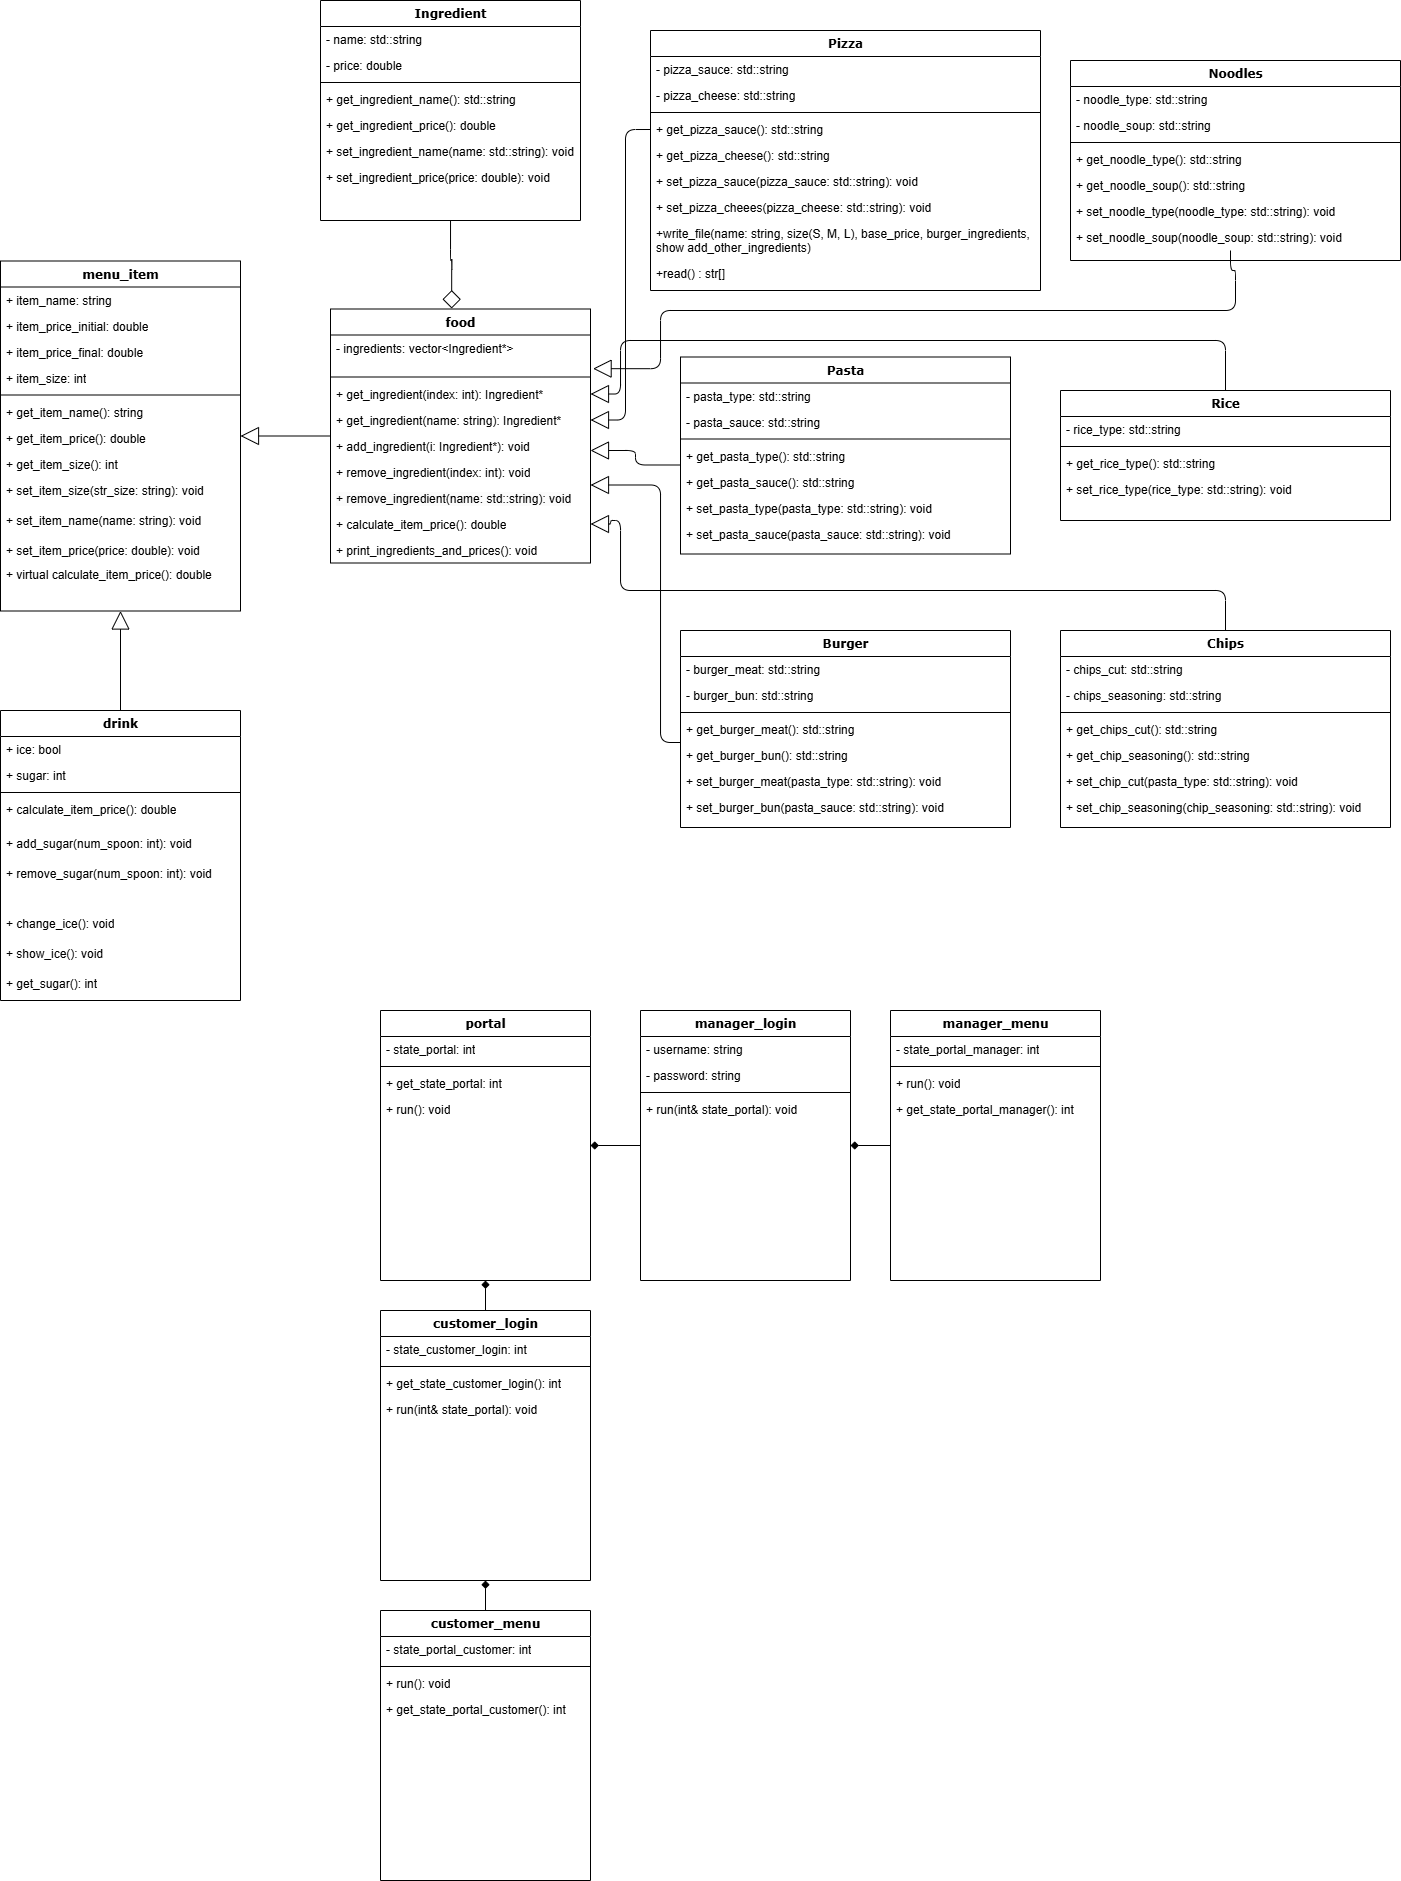 Ingredient
- name: std::string
- price: double
+ get_ingredient_name(): std::string
+ get_ingredient_price(): double
+ set_ingredient_name(name: std::string): void
+ set_ingredient_price(price: double): void
Pizza
- pizza_sauce: std::string
- pizza_cheese: std::string
+ get_pizza_sauce(): std::string
+ get_pizza_cheese(): std::string
+ set_pizza_sauce(pizza_sauce: std::string): void
+ set_pizza_cheees(pizza_cheese: std::string): void
+write_file(name: string, size(S, M, L), base_price, burger_ingredients,
show add_other_ingredients)
+read() : str[]
Noodles
- noodle_type: std::string
- noodle_soup: std::string
+ get_noodle_type(): std::string
+ get_noodle_soup(): std::string
+ set_noodle_type(noodle_type: std::string): void
+ set_noodle_soup(noodle_soup: std::string): void
menu_item
+ item_name: string
+ item_price_initial: double
+ item_price_final: double
+ item_size: int
+ get_item_name(): string
+ get_item_price(): double
+ get_item_size(): int
+ set_item_size(str_size: string): void
+ set_item_name(name: string): void
+ set_item_price(price: double): void
+ virtual calculate_item_price(): double
food
- ingredients: vector<Ingredient*>
+ get_ingredient(index: int): Ingredient*
+ get_ingredient(name: string): Ingredient*
+ add_ingredient(i: Ingredient*): void
+ remove_ingredient(index: int): void
+ remove_ingredient(name: std::string): void
+ calculate_item_price(): double
+ print_ingredients_and_prices(): void
Pasta
- pasta_type: std::string
- pasta_sauce: std::string
+ get_pasta_type(): std::string
+ get_pasta_sauce(): std::string
+ set_pasta_type(pasta_type: std::string): void
+ set_pasta_sauce(pasta_sauce: std::string): void
Rice
- rice_type: std::string
+ get_rice_type(): std::string
+ set_rice_type(rice_type: std::string): void
Burger
- burger_meat: std::string
- burger_bun: std::string
+ get_burger_meat(): std::string
+ get_burger_bun(): std::string
+ set_burger_meat(pasta_type: std::string): void
+ set_burger_bun(pasta_sauce: std::string): void
Chips
- chips_cut: std::string
- chips_seasoning: std::string
+ get_chips_cut(): std::string
+ get_chip_seasoning(): std::string
+ set_chip_cut(pasta_type: std::string): void
+ set_chip_seasoning(chip_seasoning: std::string): void
drink
+ ice: bool
+ sugar: int
+ calculate_item_price(): double
+ add_sugar(num_spoon: int): void
+ remove_sugar(num_spoon: int): void
+ change_ice(): void
+ show_ice(): void
+ get_sugar(): int
portal
- state_portal: int
+ get_state_portal: int
+ run(): void
manager_login
- username: string
- password: string
+ run(int& state_portal): void
manager_menu
- state_portal_manager: int
+ run(): void
+ get_state_portal_manager(): int
customer_login
- state_customer_login: int
+ get_state_customer_login(): int
+ run(int& state_portal): void
customer_menu
- state_portal_customer: int
+ run(): void
+ get_state_portal_customer(): int